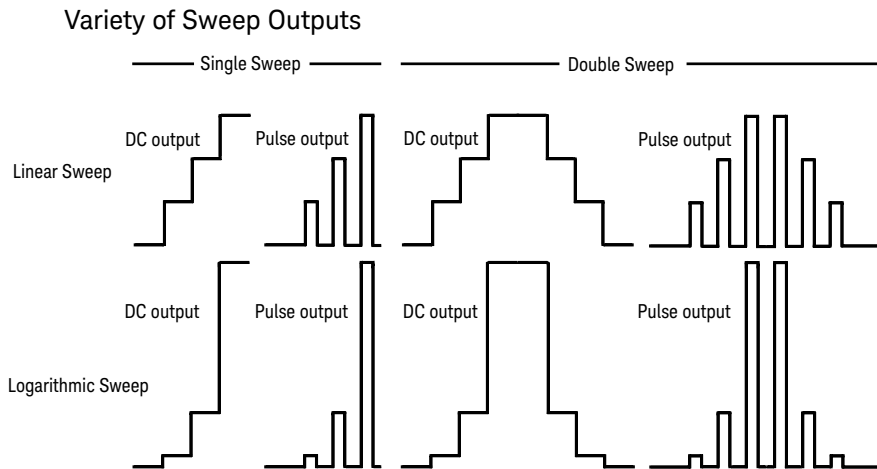 Variety of Sweep Outputs
Single Sweep
Double Sweep
DC output
Pulse output
DC output
Pulse output
Linear Sweep
DC output
Pulse output
DC output
Pulse output
Logarithmic Sweep